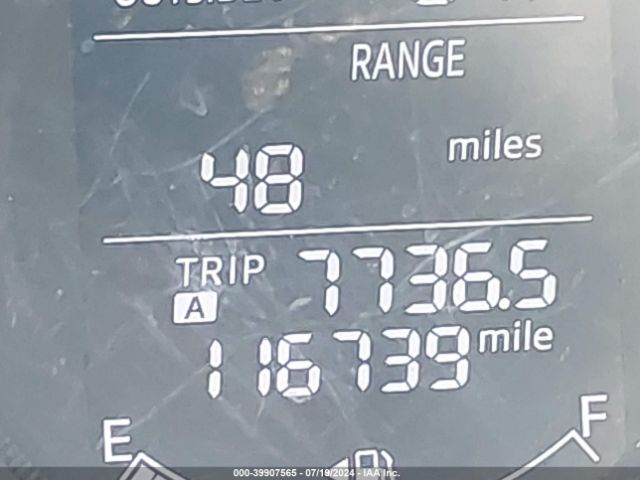 RANGE
miles
48
TRIP 7736.5
A
116739 mile
E F
000-39907565 - 07/19/2024 - IAA Inc.